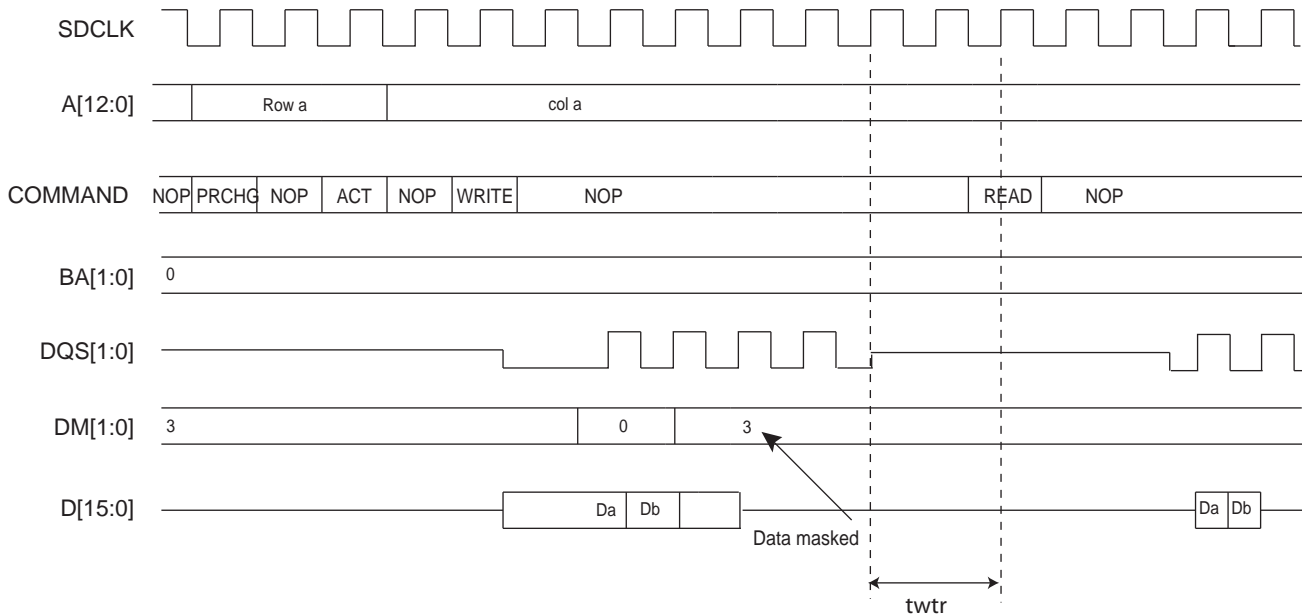 SDCLK
A[12:0] Row a col a
COMMAND NOP PRCHG NOP ACT NOP WRITE NOP READ NOP
BA[1:0] 0
DQS[1:0]
DM[1:0] 3 0 3
D[15:0] Da Db Da Db
Data masked
twtr